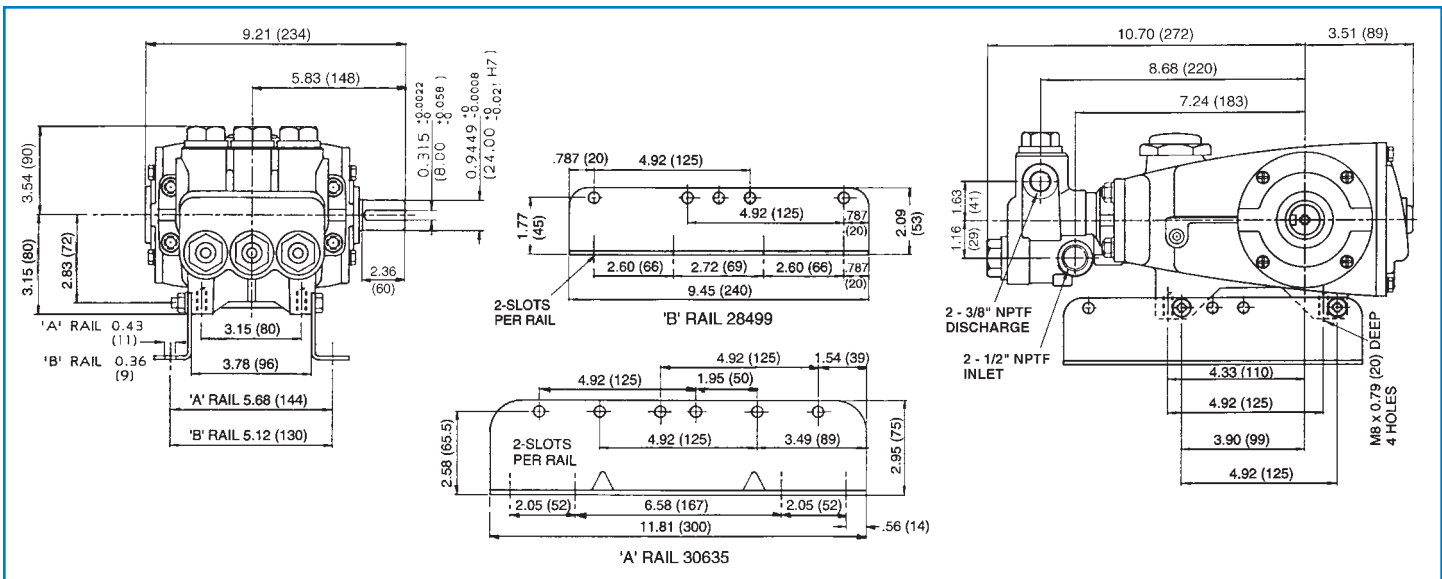 9.21 (234)
5.83 (148)
3.54 (90)
3.15 (80)
2.83 (72)
0.315 +0 -0.0022
(8.00 +0 -0.058)
0.9449 +0 -0.0008
(24.00 +0 -0.021 H7)
2.36
(60)
'A' RAIL 0.43
(11)
'B' RAIL 0.36
(9)
3.15 (80)
3.78 (96)
'A' RAIL 5.68 (144)
'B' RAIL 5.12 (130)
.787 (20)
4.92 (125)
1.77
(45)
4.92 (125)
.787
(20)
2.09
(53)
2.60 (66)
2.72 (69)
2.60 (66)
.787
(20)
9.45 (240)
2-SLOTS
PER RAIL
'B' RAIL 28499
4.92 (125)
1.54 (39)
4.92 (125)
1.95 (50)
2.58 (65.5)
2-SLOTS
PER RAIL
4.92 (125)
3.49 (89)
2.95 (75)
2.05 (52)
6.58 (167)
2.05 (52)
.56 (14)
11.81 (300)
'A' RAIL 30635
10.70 (272)
3.51 (89)
8.68 (220)
7.24 (183)
1.63
(41)
1.16
(29)
2 - 3/8" NPTF
DISCHARGE
2 - 1/2" NPTF
INLET
4.33 (110)
4.92 (125)
3.90 (99)
4.92 (125)
M8 x 0.79 (20) DEEP
4 HOLES